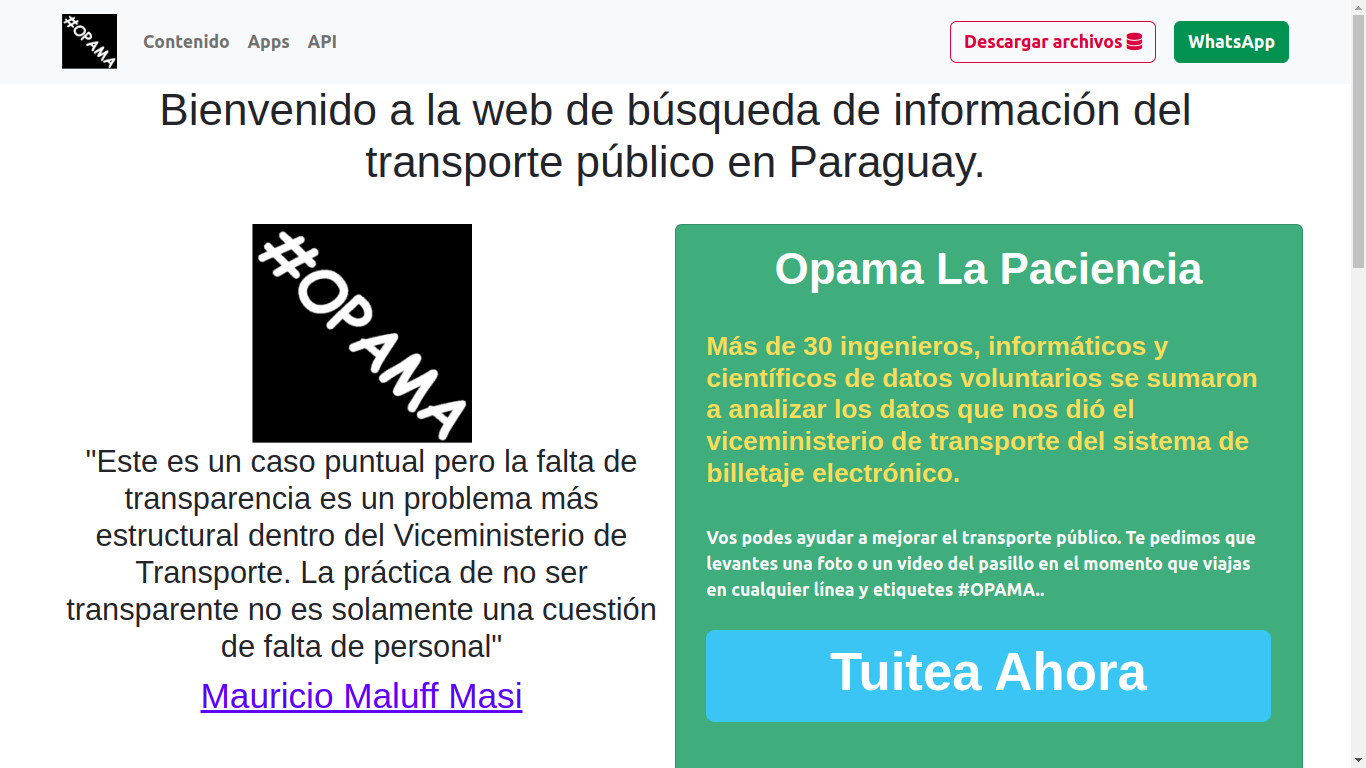 #OPAMA
Contenido Apps API
Descargar archivos
WhatsApp
Bienvenido a la web de búsqueda de información del
transporte público en Paraguay.
#OPAMA
"Este es un caso puntual pero la falta de
transparencia es un problema más
estructural dentro del Viceministerio de
Transporte. La práctica de no ser
transparente no es solamente una cuestión
de falta de personal"
Mauricio Maluff Masi
Opama La Paciencia
Más de 30 ingenieros, informáticos y
científicos de datos voluntarios se sumaron
a analizar los datos que nos dió el
viceministerio de transporte del sistema de
billetaje electrónico.
Vos podes ayudar a mejorar el transporte público. Te pedimos que
levantes una foto o un video del pasillo en el momento que viajas
en cualquier línea y etiquetes #OPAMA..
Tuitea Ahora